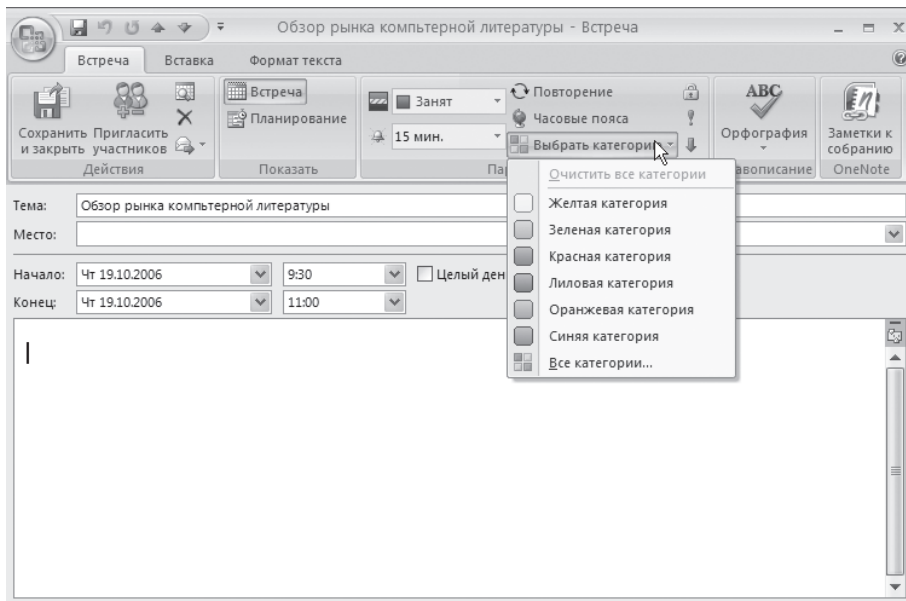 Обзор рынка компьтерной литературы - Встреча
Встреча Вставка Формат текста
Сохранить и закрыть
Пригласить участников
Действия
Встреча
Планирование
Показать
Занят
15 мин.
Повторение
Часовые пояса
Выбрать категори
Па
ABC
Орфография
авописание
Заметки к собранию
OneNote
Очистить все категории
Желтая категория
Зеленая категория
Красная категория
Лиловая категория
Оранжевая категория
Синяя категория
Все категории...
Тема: Обзор рынка компьтерной литературы
Место:
Начало: Чт 19.10.2006 9:30 Целый ден
Конец: Чт 19.10.2006 11:00